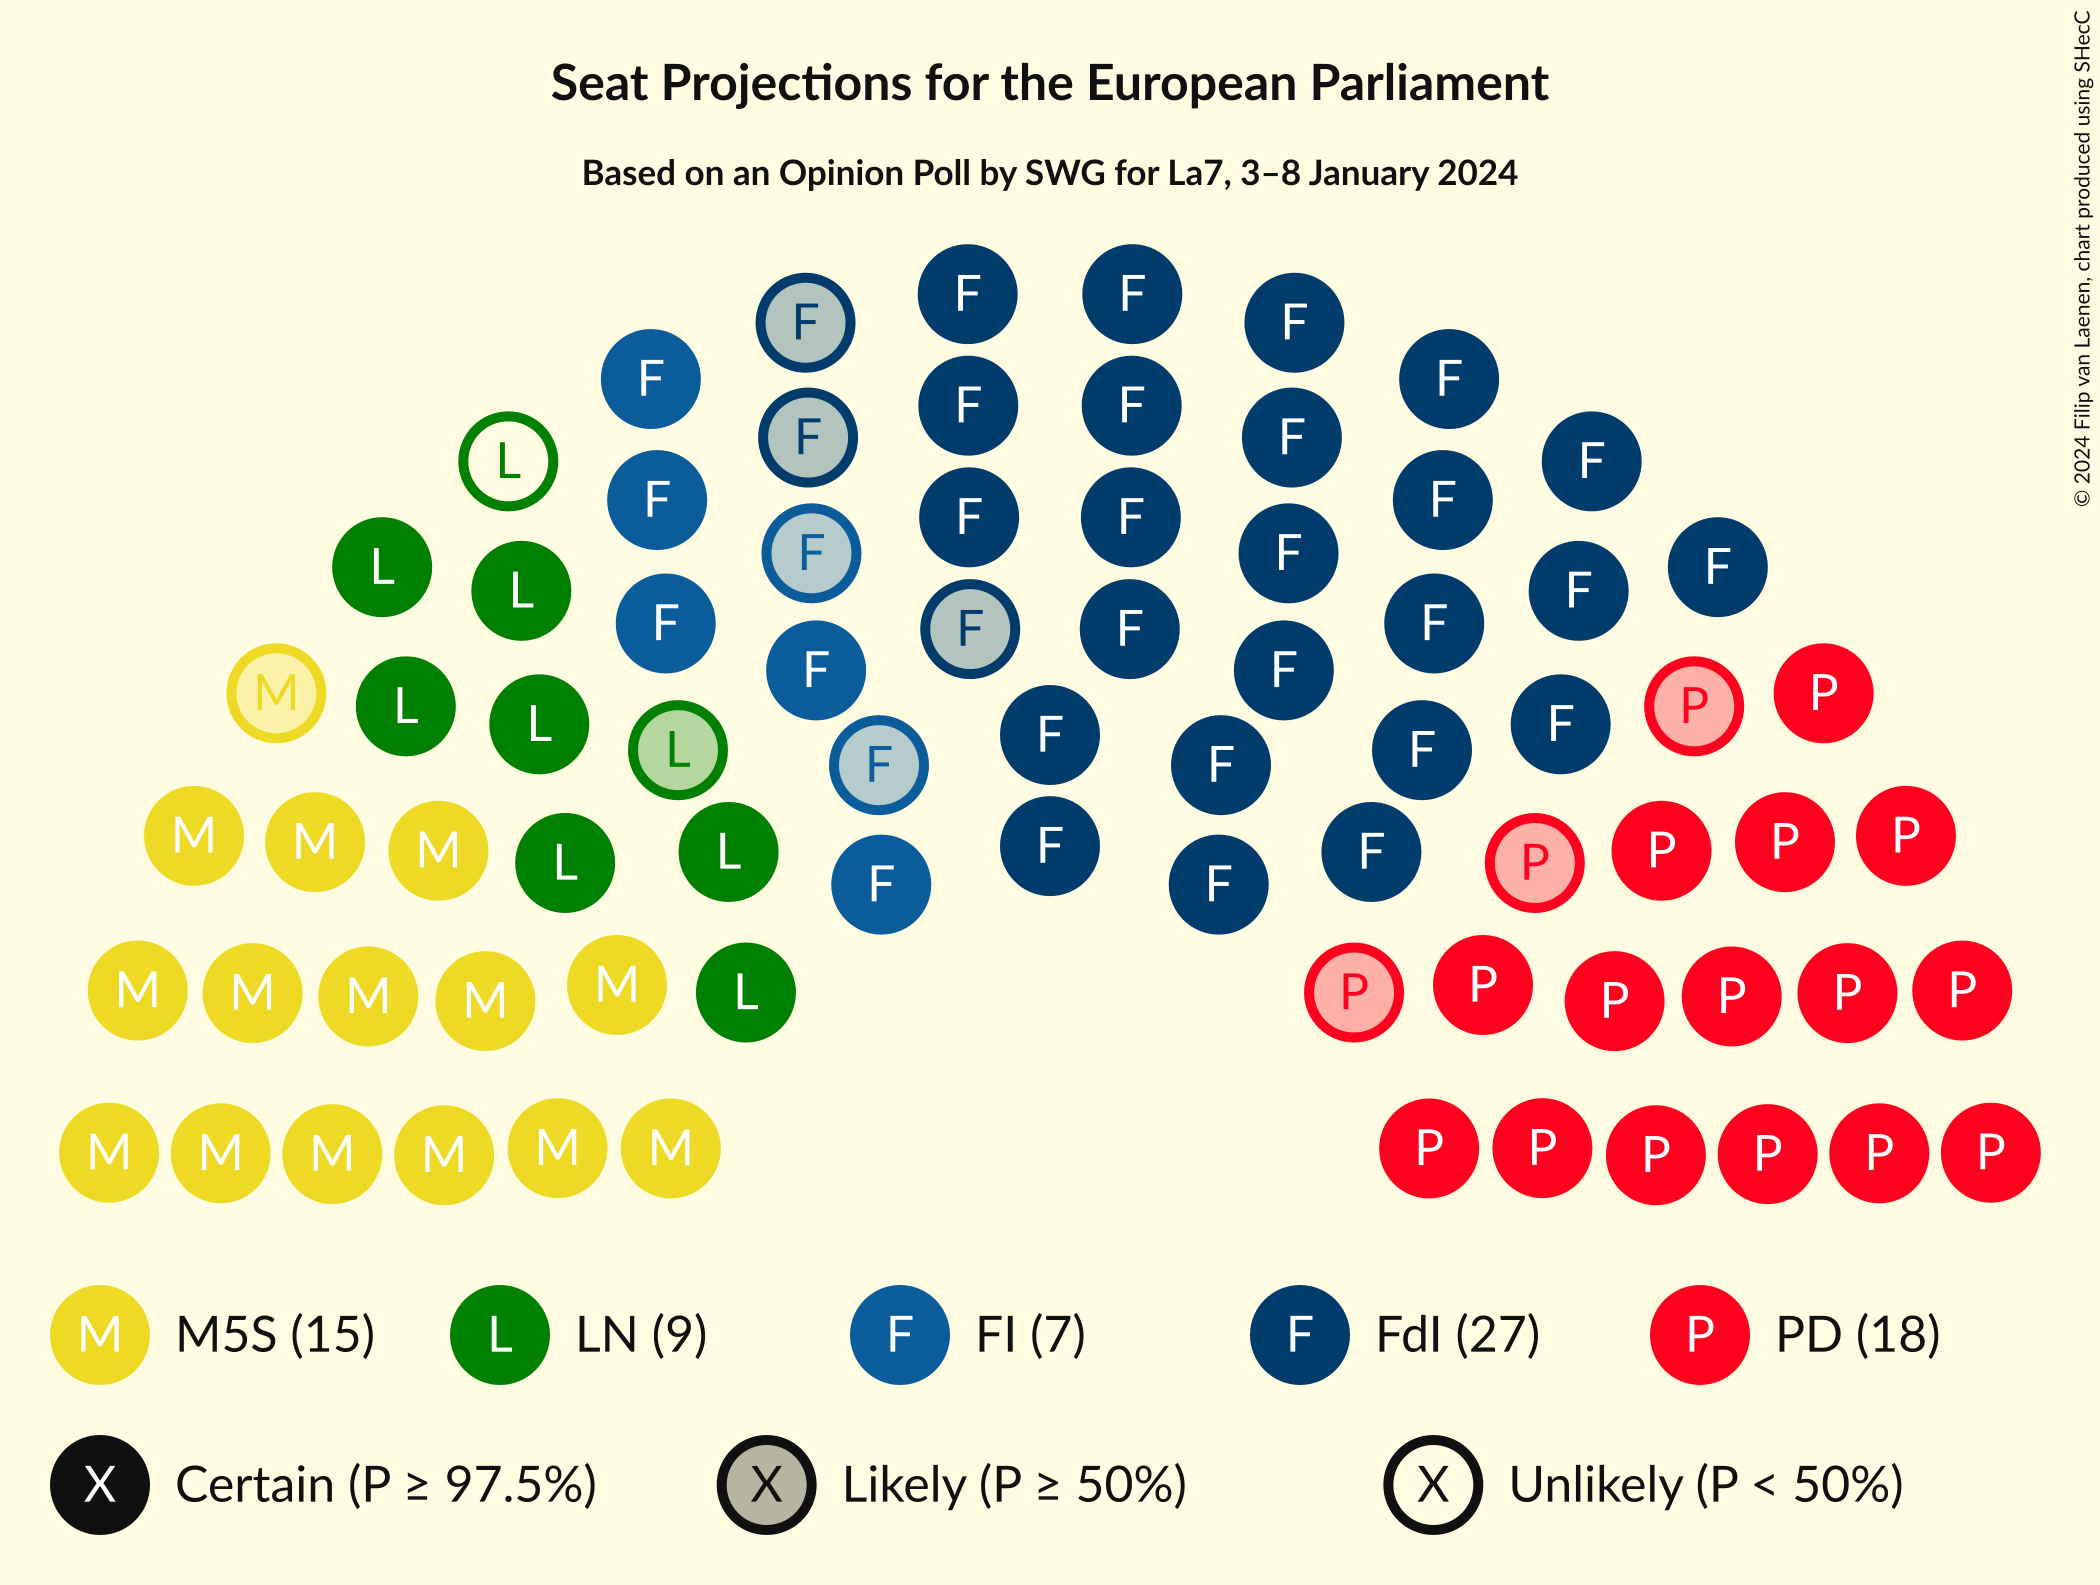 Seat Projections for the European Parliament
Based on an Opinion Poll by SWG for La7, 3–8 January 2024
© 2024 Filip van Laenen, chart produced using SHecC
F F
F F
F F
F F
F F
F F
L F
F F
F F
F F
L L
F F
F F
F F
F F
M L
L L
F F
F F
F F
P P
M M M L L
F F F F
P P P P
M M M M M L
P P P P P P
M M M M M M
P P P P P P
M M5S (15) L LN (9) F FI (7) F FdI (27) P PD (18)
X Certain (P ≥ 97.5%) X Likely (P ≥ 50%) X Unlikely (P < 50%)